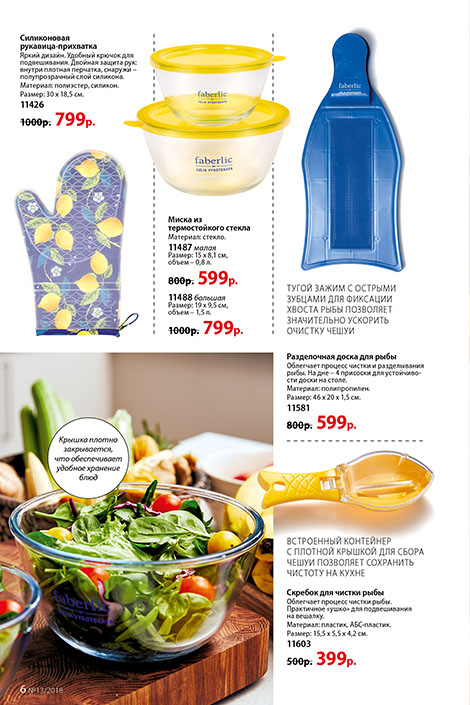 Силиконовая
рукавица-прихватка
Яркий дизайн. Удобный крючок для
подвешивания. Двойная защита рук:
внутри плотная перчатка, снаружи –
полупрозрачный слой силикона.
Материал: полиэстер, силикон.
Размер: 30 х 18,5 см.
11426
1000р. 799р.
faberlic
by
JULIA VYSOTSKAYA
faberlic
by
JULIA VYSOTSKAYA
Миска из
термостойкого стекла
Материал: стекло.
11487 малая
Размер: 15 х 8,1 см,
объем – 0,8 л.
800р. 599р.
11488 большая
Размер: 19 х 9,5 см,
объем – 1,5 л.
1000р. 799р.
faberlic
ТУГОЙ ЗАЖИМ С ОСТРЫМИ
ЗУБЦАМИ ДЛЯ ФИКСАЦИИ
ХВОСТА РЫБЫ ПОЗВОЛЯЕТ
ЗНАЧИТЕЛЬНО УСКОРИТЬ
ОЧИСТКУ ЧЕШУИ
Разделочная доска для рыбы
Облегчает процесс чистки и разделывания
рыбы. На дне – 4 присоски для устойчиво-
сти доски на столе.
Материал: полипропилен.
Размер: 46 х 20 х 1,5 см.
11581
800р. 599р.
Крышка плотно
закрывается,
что обеспечивает
удобное хранение
блюд
faberlic
by
JULIA VYSOTSKAYA
ВСТРОЕННЫЙ КОНТЕЙНЕР
С ПЛОТНОЙ КРЫШКОЙ ДЛЯ СБОРА
ЧЕШУИ ПОЗВОЛЯЕТ СОХРАНИТЬ
ЧИСТОТУ НА КУХНЕ
Скребок для чистки рыбы
Облегчает процесс чистки рыбы.
Практичное «ушко» для подвешивания
на вешалку.
Материал: пластик, АБС-пластик.
Размер: 15,5 х 5,5 х 4,2 см.
11603
500р. 399р.
6 №13/2018